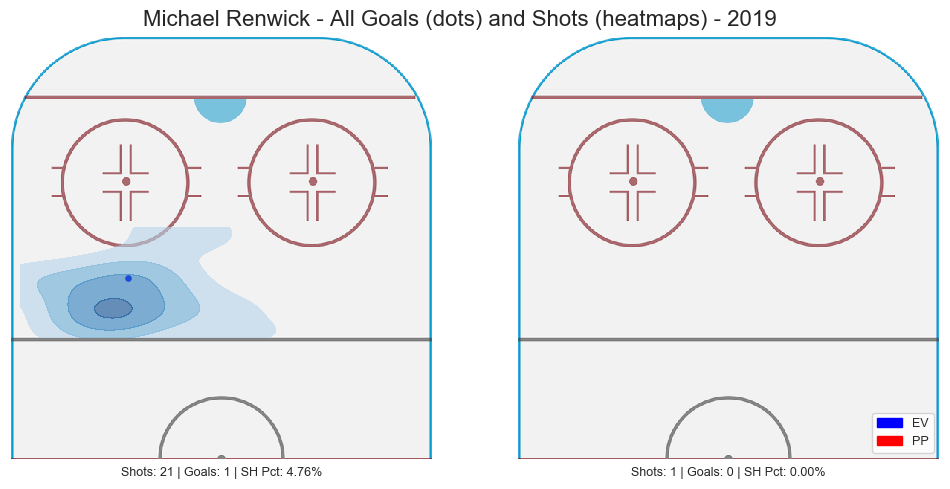 Michael Renwick - All Goals (dots) and Shots (heatmaps) - 2019
EV
PP
Shots: 21 | Goals: 1 | SH Pct: 4.76%
Shots: 1 | Goals: 0 | SH Pct: 0.00%